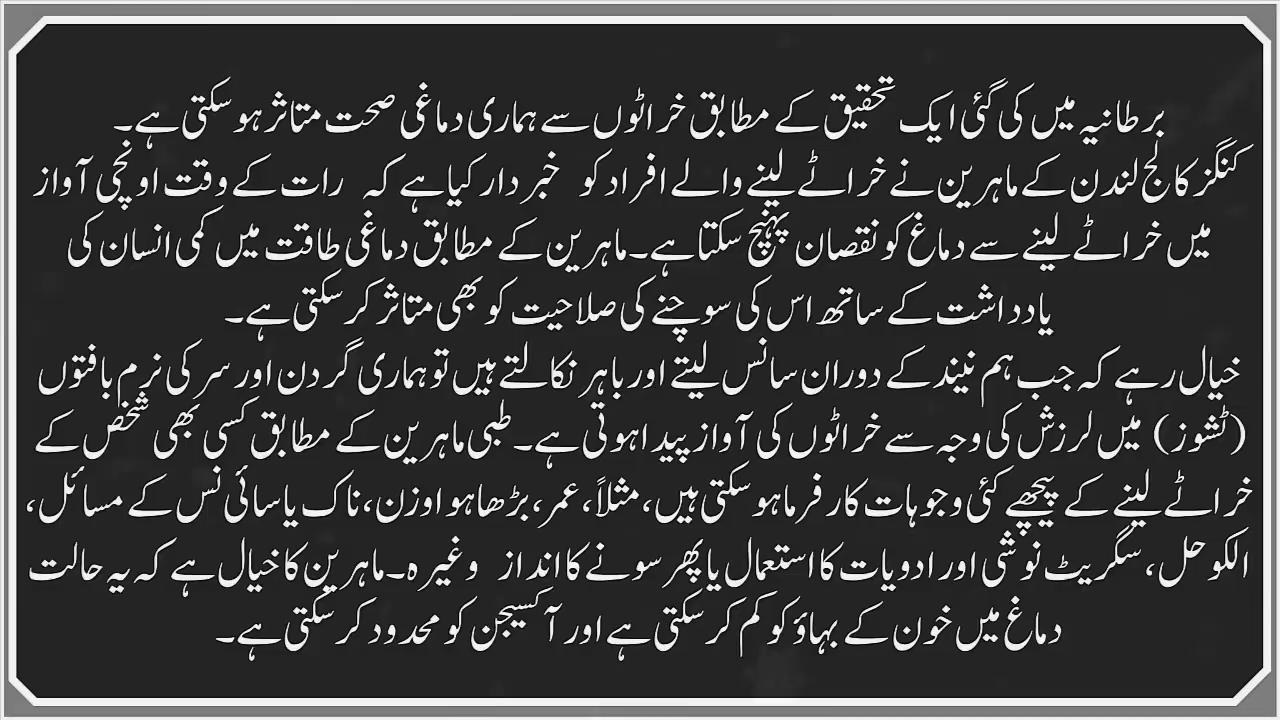 برطانیہ میں کی گئی ایک تحقیق کے مطابق خراٹوں سے ہماری دماغی صحت متاثر ہو سکتی ہے۔
کنگز کالج لندن کے ماہرین نے خراٹے لینے والے افراد کو خبردار کیا ہے کہ رات کے وقت اونچی آواز
میں خراٹے لینے سے دماغ کو نقصان پہنچ سکتا ہے۔ ماہرین کے مطابق دماغی طاقت میں کمی انسان کی
یادداشت کے ساتھ اس کی سوچنے کی صلاحیت کو بھی متاثر کر سکتی ہے۔
خیال رہے کہ جب ہم نیند کے دوران سانس لیتے اور باہر نکالتے ہیں تو ہماری گردن اور سر کی نرم بافتوں
(ٹشوز) میں لرزش کی وجہ سے خراٹوں کی آواز پیدا ہوتی ہے۔ طبی ماہرین کے مطابق کسی بھی شخص کے
خراٹے لینے کے پیچھے کئی وجوہات کارفرما ہو سکتی ہیں، مثلاً، عمر، بڑھا ہوا وزن، ناک یا سائی نس کے مسائل،
الکوحل، سگریٹ نوشی اور ادویات کا استعمال یا پھر سونے کا انداز وغیرہ۔ ماہرین کا خیال ہے کہ یہ حالت
دماغ میں خون کے بہاؤ کو کم کر سکتی ہے اور آکسیجن کو محدود کر سکتی ہے۔